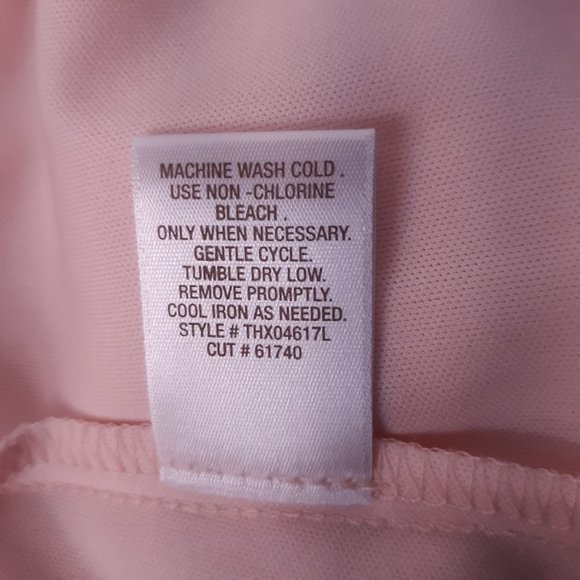 MACHINE WASH COLD .
USE NON -CHLORINE
BLEACH .
ONLY WHEN NECESSARY.
GENTLE CYCLE.
TUMBLE DRY LOW.
REMOVE PROMPTLY.
COOL IRON AS NEEDED.
STYLE # THX04617L
CUT # 61740